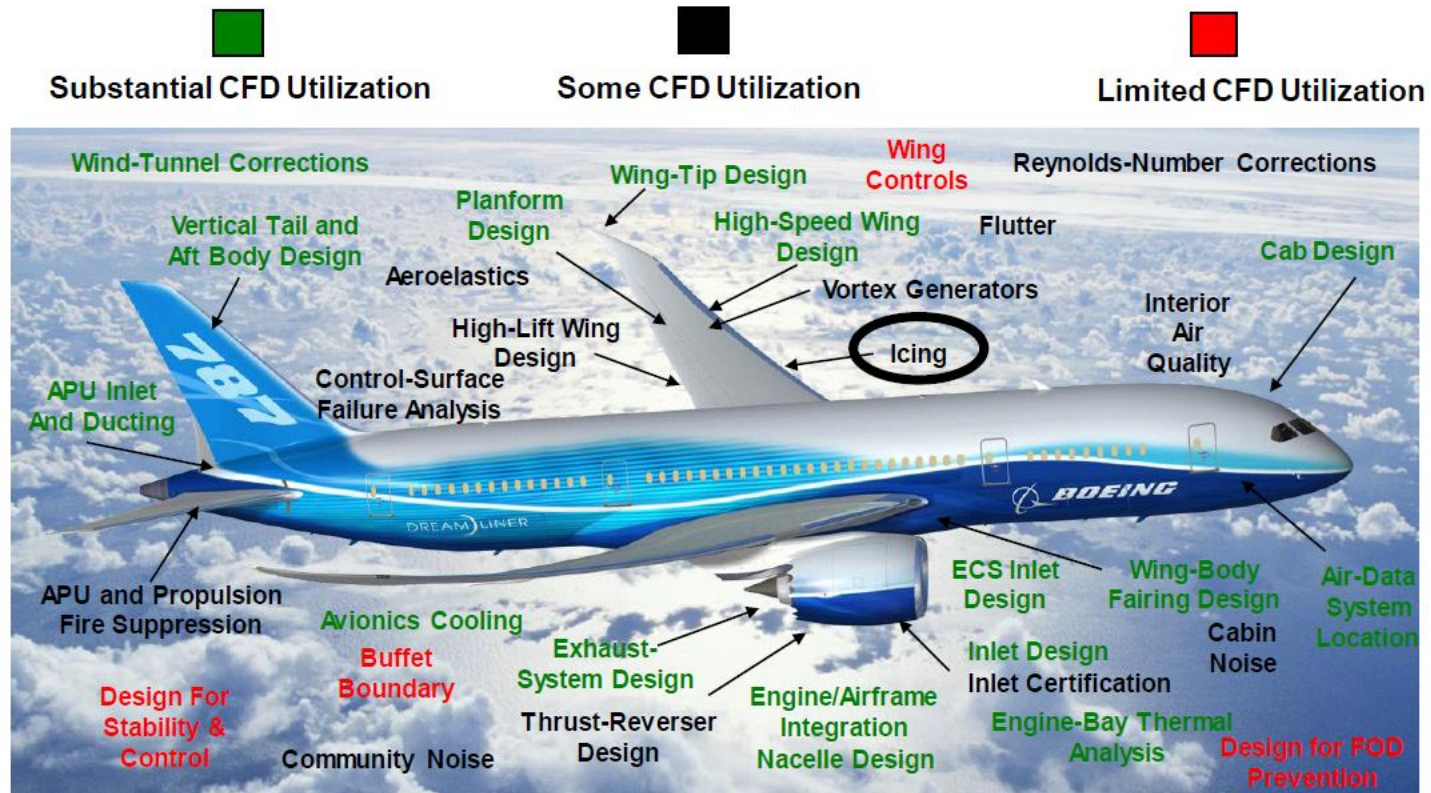 Substantial CFD Utilization
Some CFD Utilization
Limited CFD Utilization
Wind-Tunnel Corrections
Wing-Tip Design
Wing
Controls
Reynolds-Number Corrections
Planform
Design
Vertical Tail and
Aft Body Design
High-Speed Wing
Design
Flutter
Cab Design
Aeroelastics
Vortex Generators
Interior
Air
Quality
High-Lift Wing
Design
Icing
Control-Surface
Failure Analysis
APU Inlet
And Ducting
787
BOEING
DREAMLINER
APU and Propulsion
Fire Suppression
Avionics Cooling
Buffet
Boundary
Exhaust-
System Design
ECS Inlet
Design
Wing-Body
Fairing Design
Air-Data
System
Location
Cabin
Noise
Inlet Design
Inlet Certification
Design For
Stability &
Control
Community Noise
Thrust-Reverser
Design
Engine/Airframe
Integration
Nacelle Design
Engine-Bay Thermal
Analysis
Design for FOD
Prevention